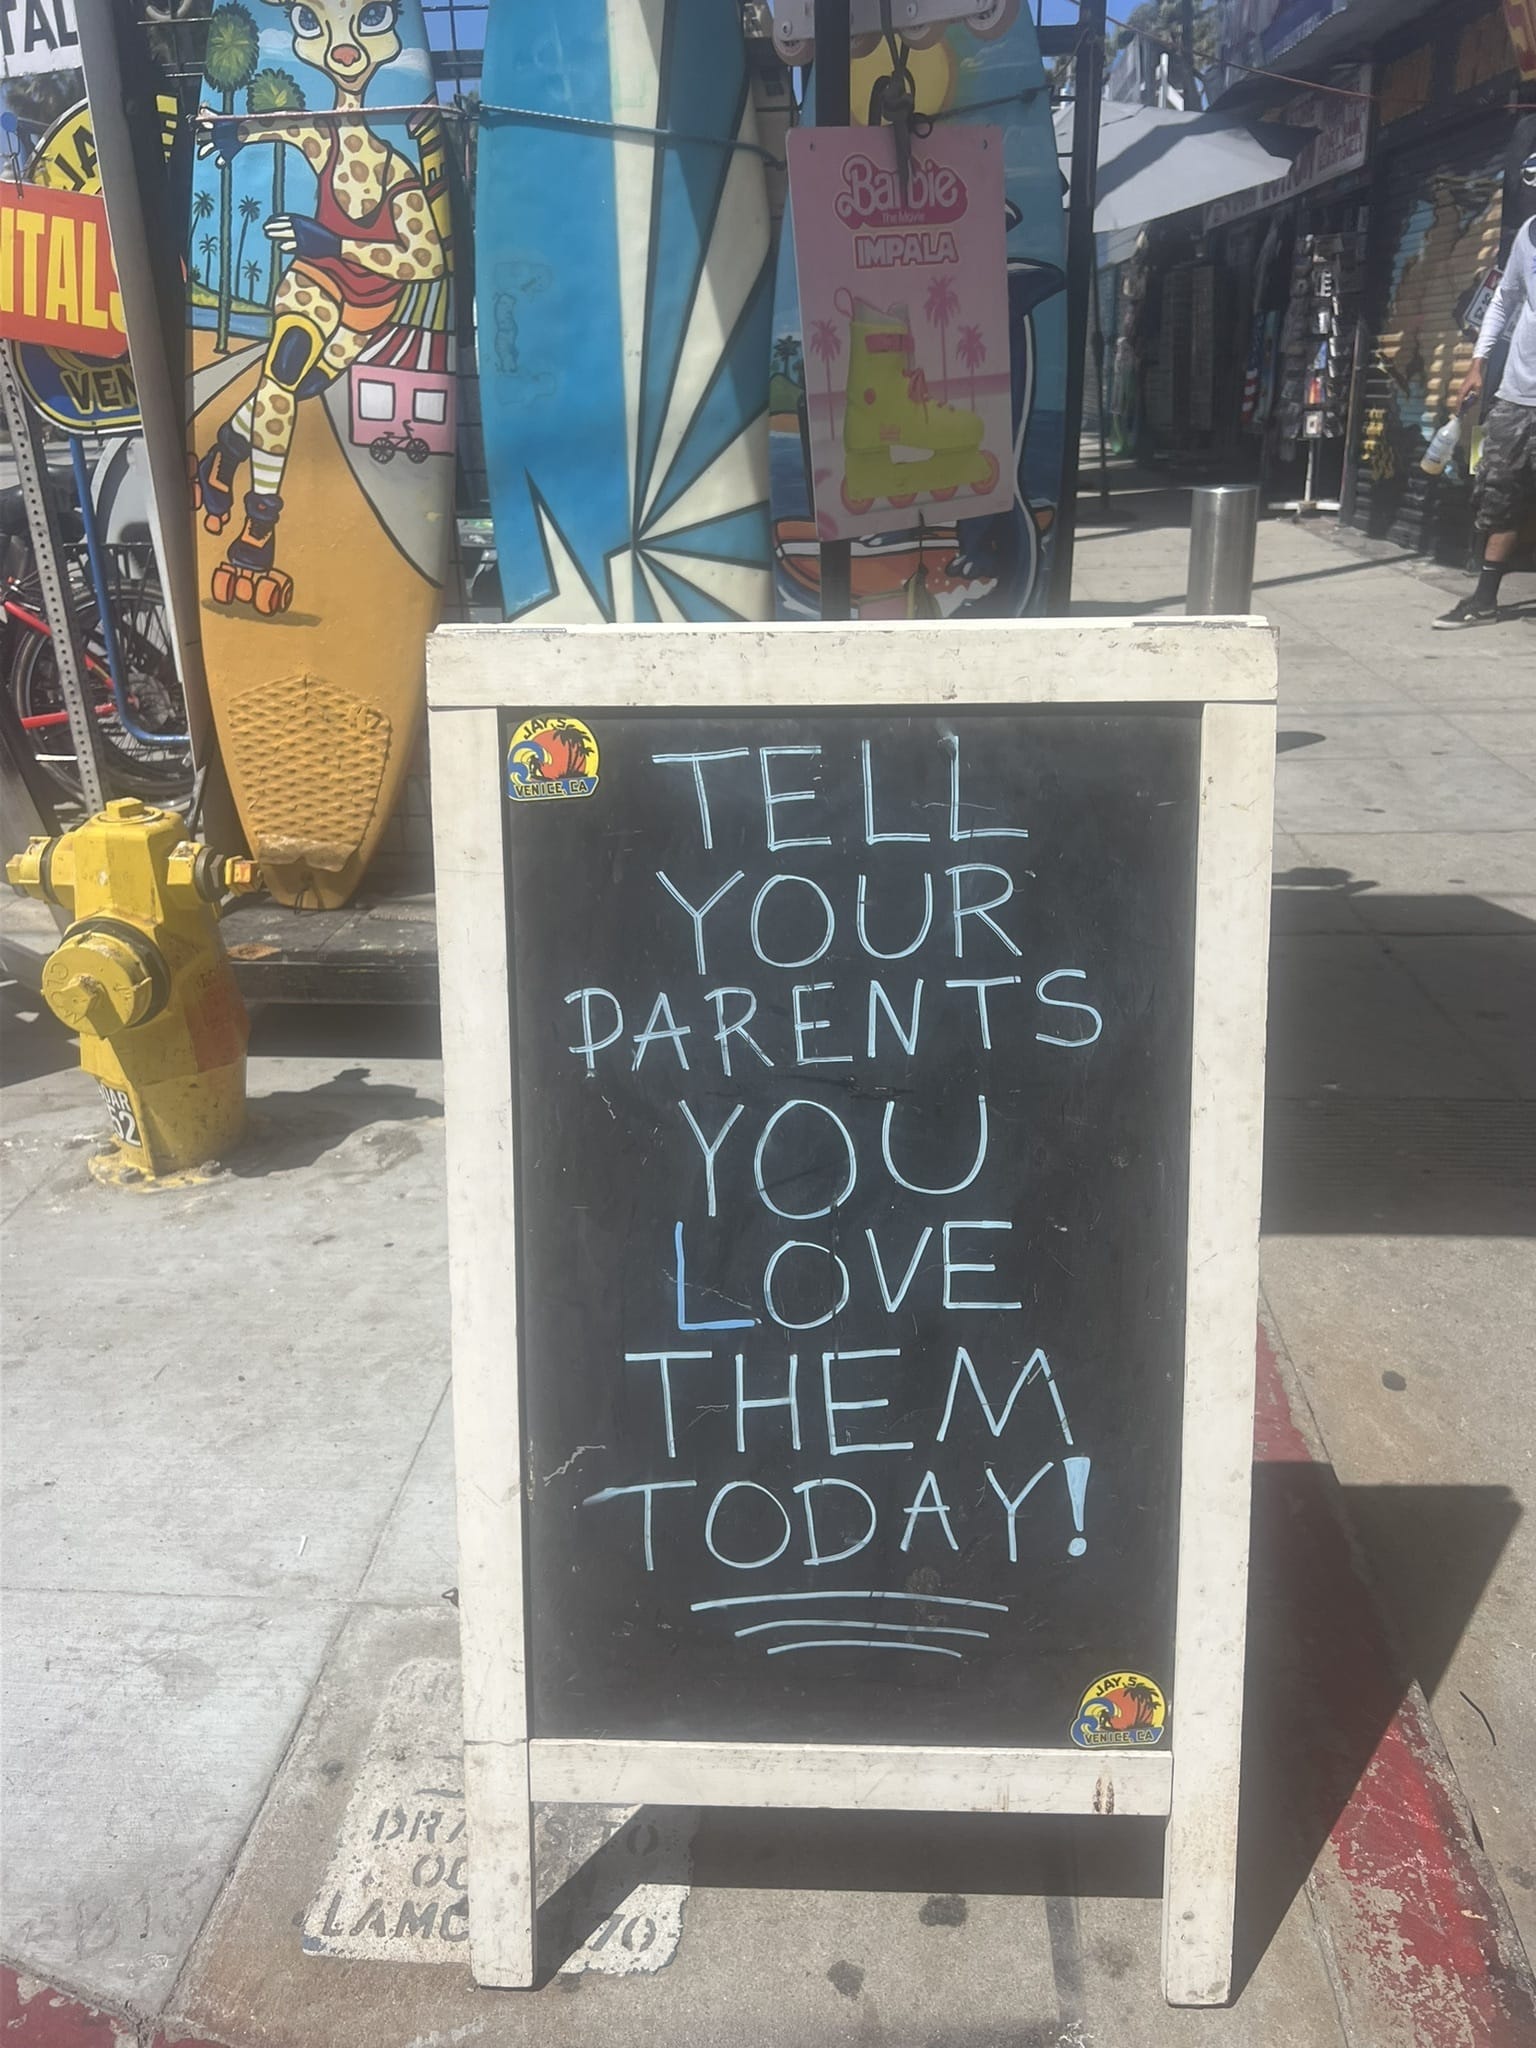 Barbie
The Movie
IMPALA
JAY'S
VENICE, CA
TELL
YOUR
PARENTS
YOU
LOVE
THEM
TODAY!
JAY'S
VENICE, CA